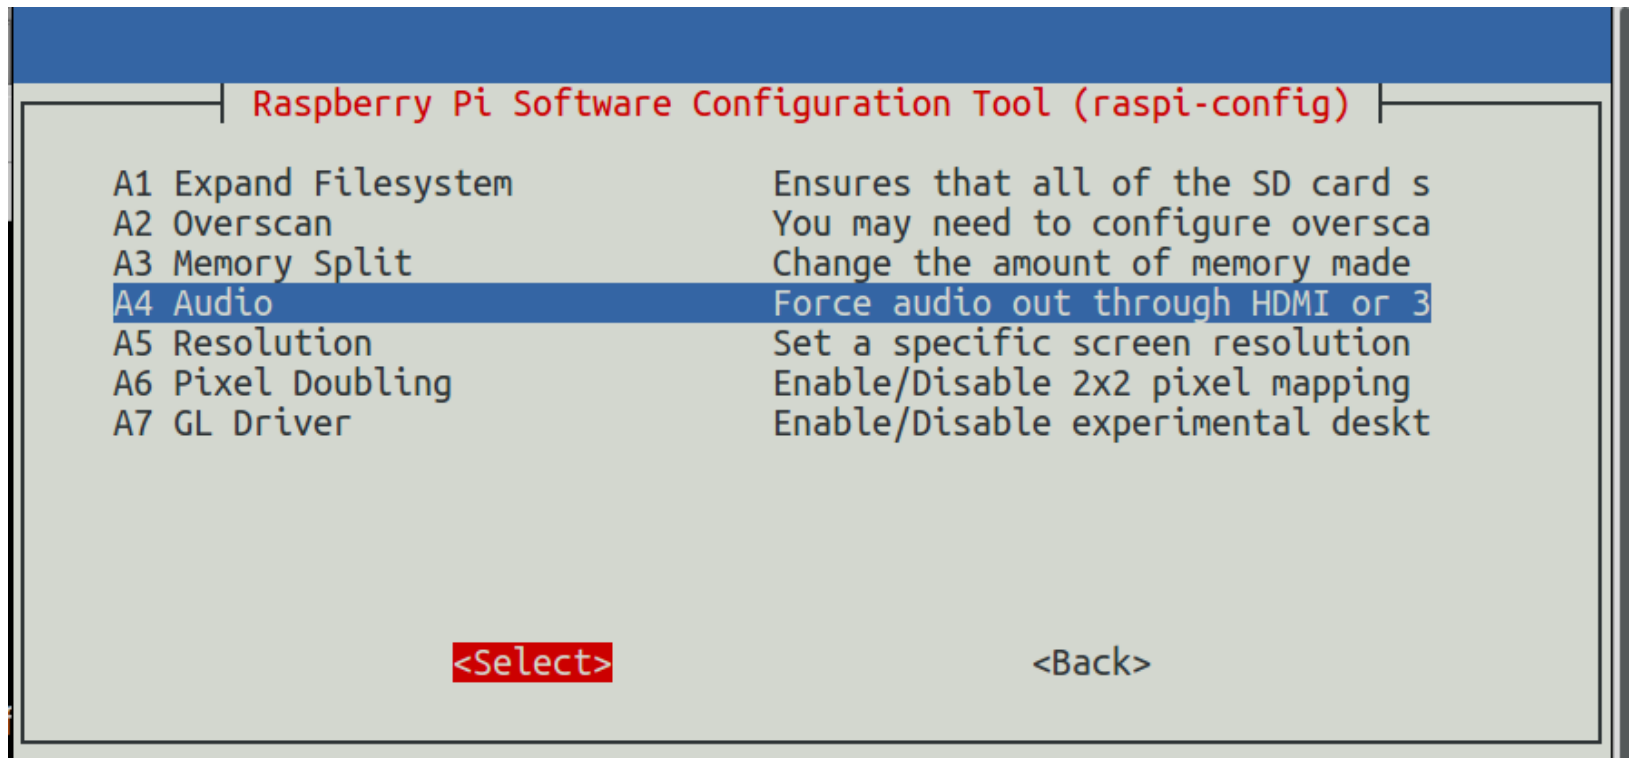 Raspberry Pi Software Configuration Tool (raspi-config)
A1 Expand Filesystem Ensures that all of the SD card s
A2 Overscan You may need to configure oversca
A3 Memory Split Change the amount of memory made
A4 Audio Force audio out through HDMI or 3
A5 Resolution Set a specific screen resolution
A6 Pixel Doubling Enable/Disable 2x2 pixel mapping
A7 GL Driver Enable/Disable experimental deskt
<Select> <Back>